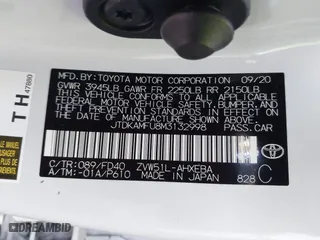 TH 47860
MFD. BY: TOYOTA MOTOR CORPORATION 09/20
GVWR 3945LB GAWR FR 2250LB RR 2150LB
THIS VEHICLE CONFORMS TO ALL APPLICABLE
FEDERAL MOTOR VEHICLE SAFETY,
BUMPER, AND THEFT PREVENTION STANDARDS
IN EFFECT ON THE DATE OF
MANUFACTURE SHOWN ABOVE.
JTDKAMFU8M3132998 PASS.CAR
C/TR:089/FD40 ZVW51L-AHXEBA
A/TM:-01A/P610 MADE IN JAPAN 828 C